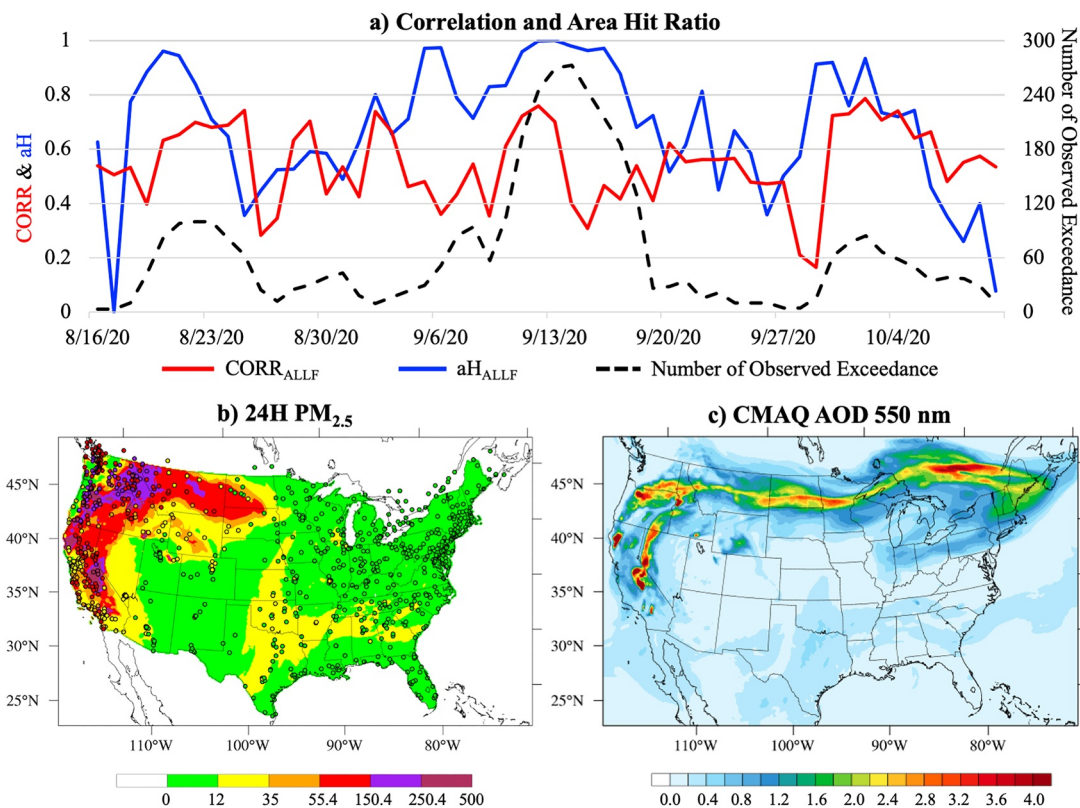 a) Correlation and Area Hit Ratio
CORR & aH
Number of Observed Exceedance
1
0.8
0.6
0.4
0.2
0
300
240
180
120
60
0
8/16/20
8/23/20
8/30/20
9/6/20
9/13/20
9/20/20
9/27/20
10/4/20
CORR_ALLF
aH_ALLF
Number of Observed Exceedance
b) 24H PM2.5
45°N
40°N
35°N
30°N
25°N
110°W
100°W
90°W
80°W
0
12
35
55.4
150.4
250.4
500
c) CMAQ AOD 550 nm
45°N
40°N
35°N
30°N
25°N
110°W
100°W
90°W
80°W
0.0
0.4
0.8
1.2
1.6
2.0
2.4
2.8
3.2
3.6
4.0